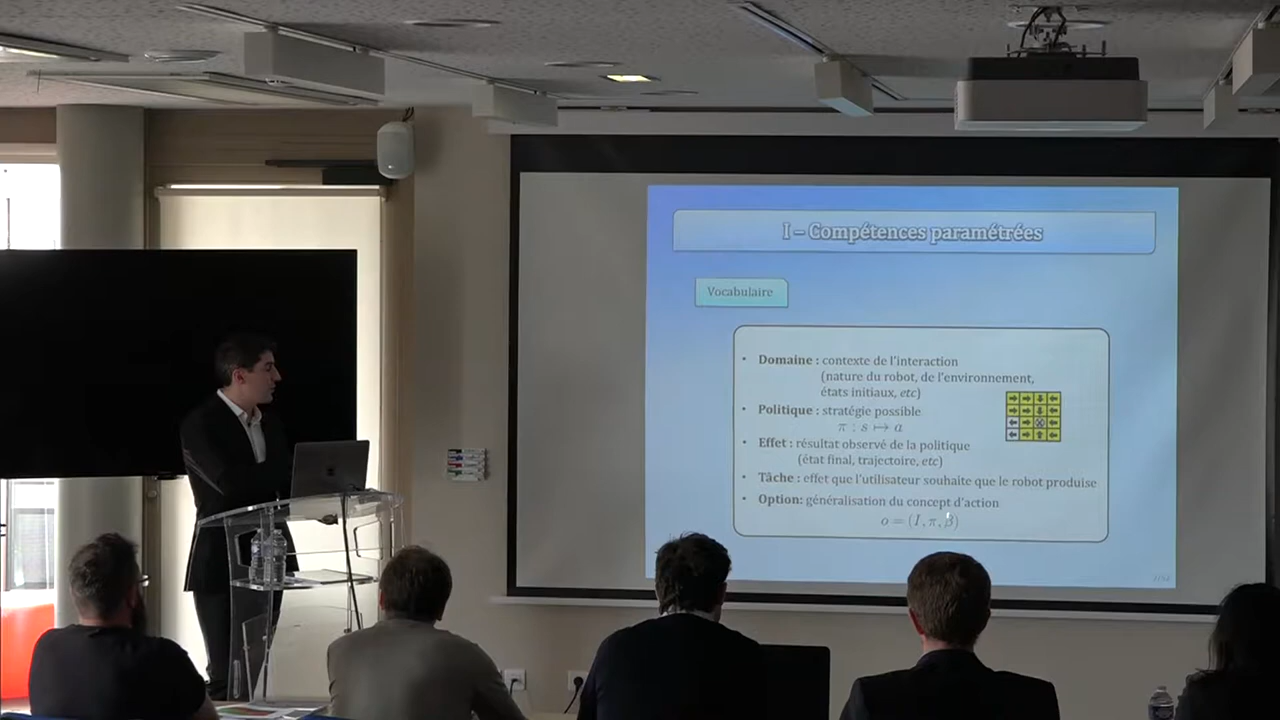 I – Compétences paramétrées
Vocabulaire
• Domaine : contexte de l'interaction
(nature du robot, de l'environnement,
états initiaux, etc)
• Politique : stratégie possible
π : s ↦ a
• Effet : résultat observé de la politique
(état final, trajectoire, etc)
• Tâche : effet que l'utilisateur souhaite que le robot produise
• Option: généralisation du concept d'action
o = (I, π, β)